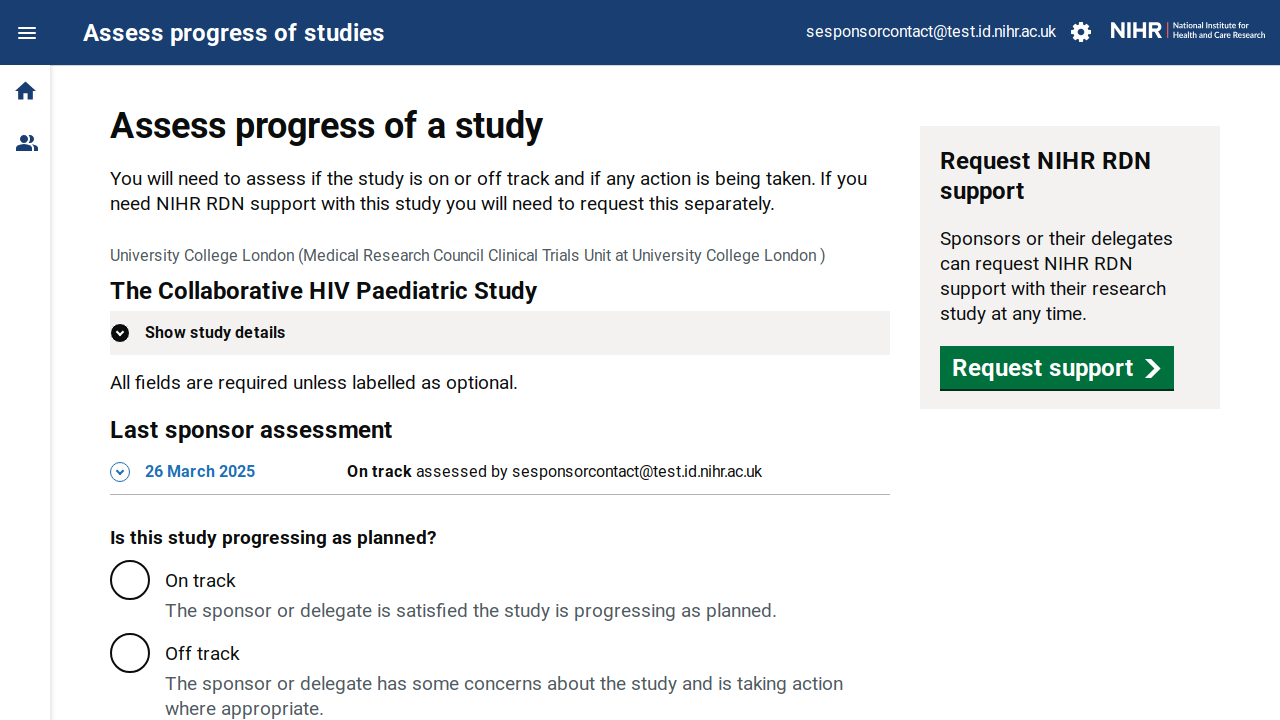 Assess progress of studies
sesponsorcontact@test.id.nihr.ac.uk
NIHR
National Institute for
Health and Care Research
Assess progress of a study
You will need to assess if the study is on or off track and if any action is being taken. If you
need NIHR RDN support with this study you will need to request this separately.
University College London (Medical Research Council Clinical Trials Unit at University College London )
The Collaborative HIV Paediatric Study
Show study details
All fields are required unless labelled as optional.
Last sponsor assessment
26 March 2025
On track assessed by sesponsorcontact@test.id.nihr.ac.uk
Is this study progressing as planned?
On track
The sponsor or delegate is satisfied the study is progressing as planned.
Off track
The sponsor or delegate has some concerns about the study and is taking action
where appropriate.
Request NIHR RDN
support
Sponsors or their delegates
can request NIHR RDN
support with their research
study at any time.
Request support